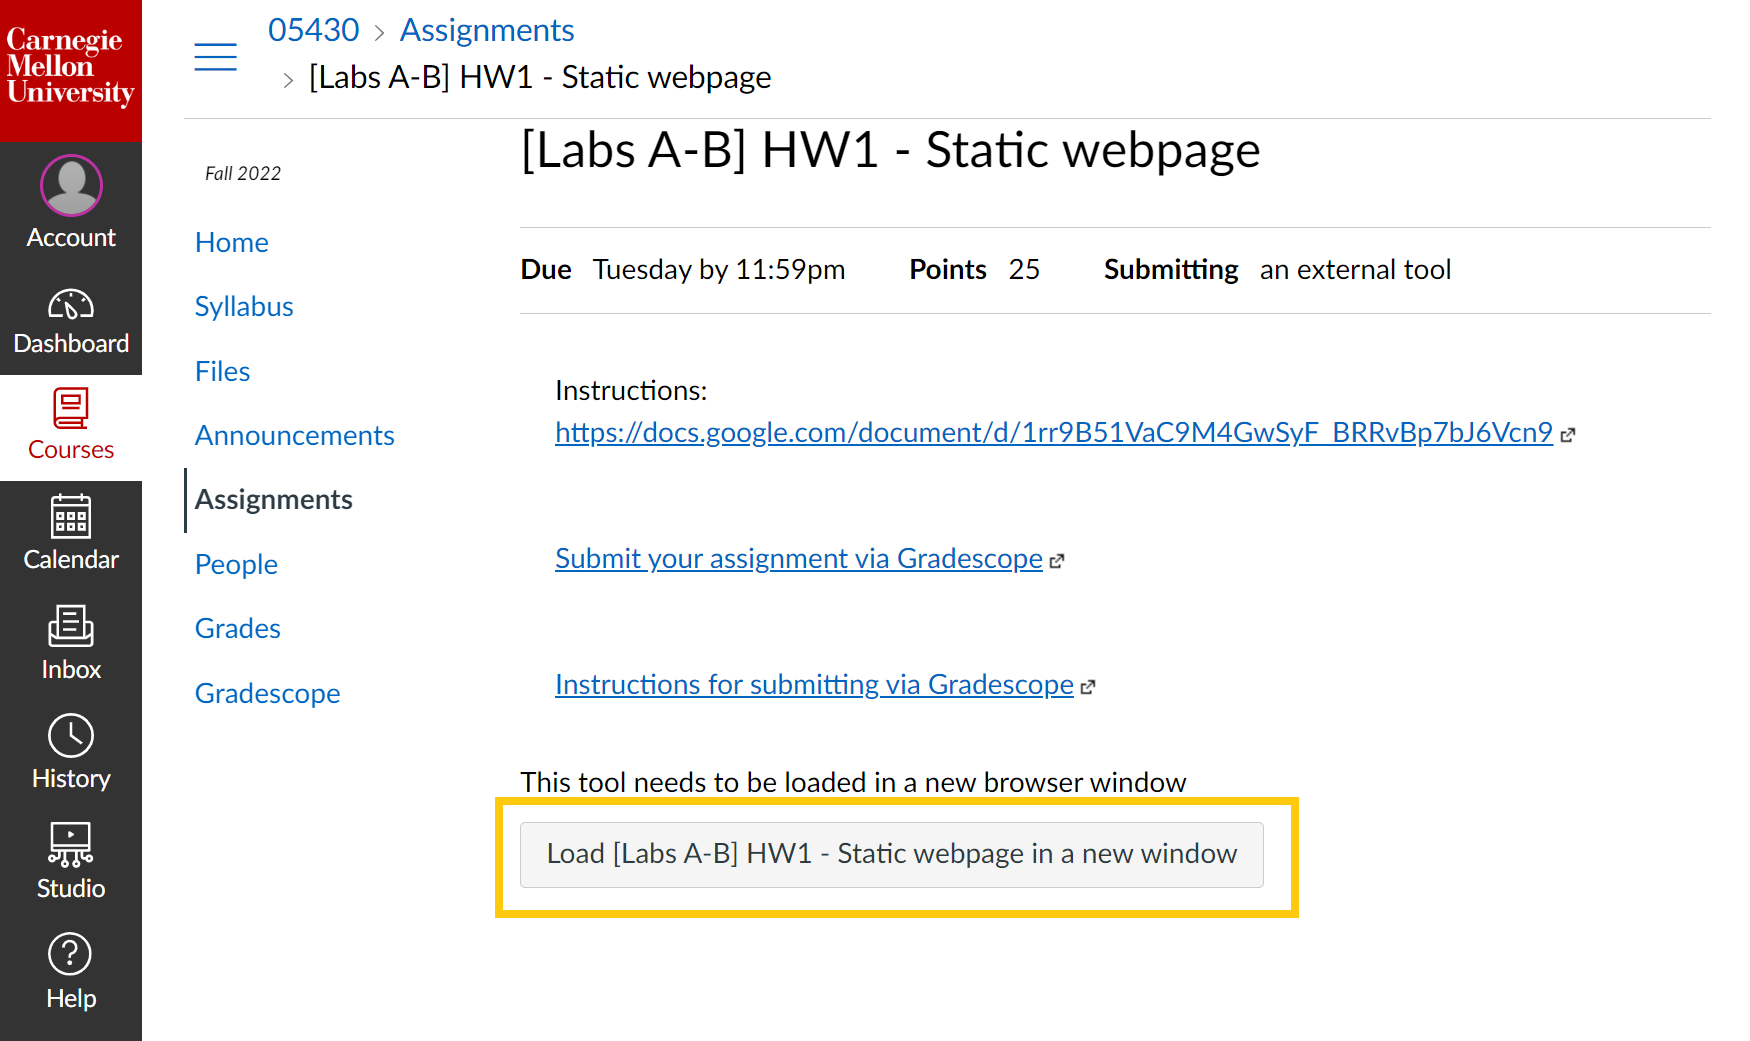 Carnegie
Mellon
University
Account
Dashboard
Courses
Calendar
Inbox
History
Studio
Help
05430 > Assignments
> [Labs A-B] HW1 - Static webpage
Fall 2022
Home
Syllabus
Files
Announcements
Assignments
People
Grades
Gradescope
[Labs A-B] HW1 - Static webpage
Due Tuesday by 11:59pm Points 25 Submitting an external tool
Instructions:
https://docs.google.com/document/d/1rr9B51VaC9M4GwSyF_BRRvBp7bJ6Vcn9
Submit your assignment via Gradescope
Instructions for submitting via Gradescope
This tool needs to be loaded in a new browser window
Load [Labs A-B] HW1 - Static webpage in a new window